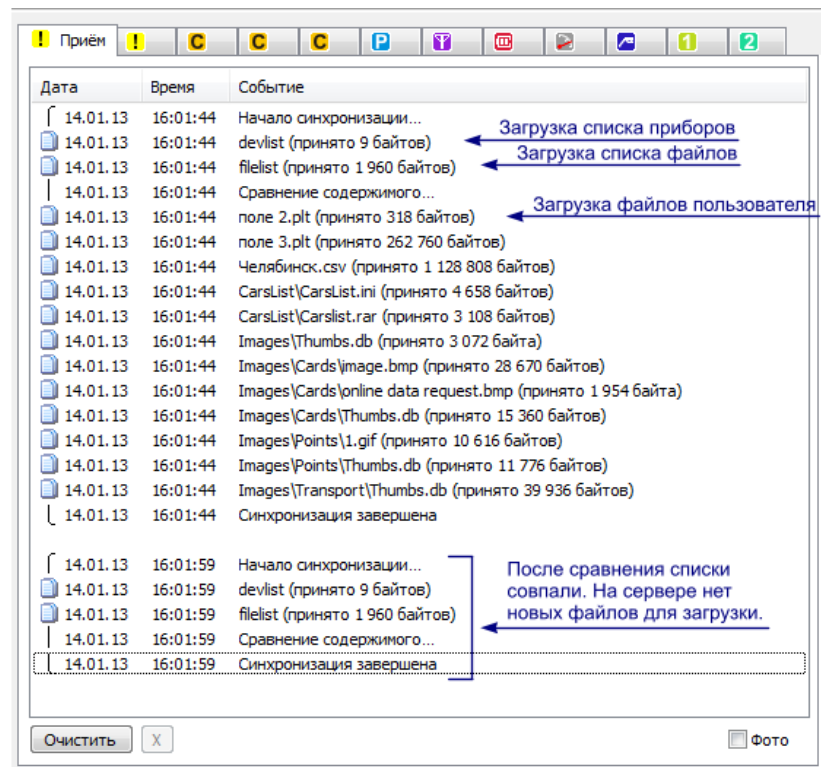 ! Приём ! C C C P 1 2
Дата Время Событие
14.01.13 16:01:44 Начало синхронизации...
14.01.13 16:01:44 devlist (принято 9 байтов) Загрузка списка приборов
14.01.13 16:01:44 filelist (принято 1 960 байтов) Загрузка списка файлов
14.01.13 16:01:44 Сравнение содержимого...
14.01.13 16:01:44 поле 2.plt (принято 318 байтов) Загрузка файлов пользователя
14.01.13 16:01:44 поле 3.plt (принято 262 760 байтов)
14.01.13 16:01:44 Челябинск.csv (принято 1 128 808 байтов)
14.01.13 16:01:44 CarsList\CarsList.ini (принято 4 658 байтов)
14.01.13 16:01:44 CarsList\Carslist.rar (принято 3 108 байтов)
14.01.13 16:01:44 Images\Thumbs.db (принято 3 072 байта)
14.01.13 16:01:44 Images\Cards\image.bmp (принято 28 670 байтов)
14.01.13 16:01:44 Images\Cards\online data request.bmp (принято 1 954 байта)
14.01.13 16:01:44 Images\Cards\Thumbs.db (принято 15 360 байтов)
14.01.13 16:01:44 Images\Points\1.gif (принято 10 616 байтов)
14.01.13 16:01:44 Images\Points\Thumbs.db (принято 11 776 байтов)
14.01.13 16:01:44 Images\Transport\Thumbs.db (принято 39 936 байтов)
14.01.13 16:01:44 Синхронизация завершена
14.01.13 16:01:59 Начало синхронизации...
14.01.13 16:01:59 devlist (принято 9 байтов)
14.01.13 16:01:59 filelist (принято 1 960 байтов)
14.01.13 16:01:59 Сравнение содержимого...
14.01.13 16:01:59 Синхронизация завершена
После сравнения списки
совпали. На сервере нет
новых файлов для загрузки.
Очистить X Фото